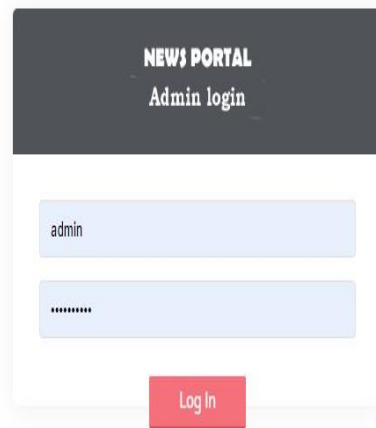 NEWS PORTAL
Admin login
admin
••••••••••
Log In